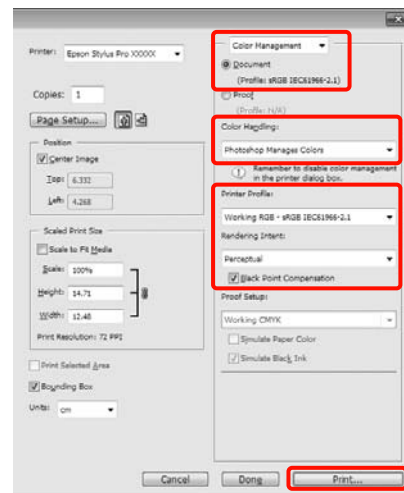 Printer: Epson Stylus Pro XXXXX
Copies: 1
Page Setup...
Position
Center Image
Top: 6.332
Left: 4.268
Scaled Print Size
Scale to Fit Media
Scale: 100%
Height: 14.71
Width: 12.48
Print Resolution: 72 PPI
Print Selected Area
Bounding Box
Units: cm
Color Management
Document
(Profile: sRGB IEC61966-2.1)
Proof
(Profile: N/A)
Color Handling:
Photoshop Manages Colors
Remember to disable color management
in the printer dialog box.
Printer Profile:
Working RGB - sRGB IEC61966-2.1
Rendering Intent:
Perceptual
Black Point Compensation
Proof Setup:
Working CMYK
Simulate Paper Color
Simulate Black Ink
Cancel
Done
Print...